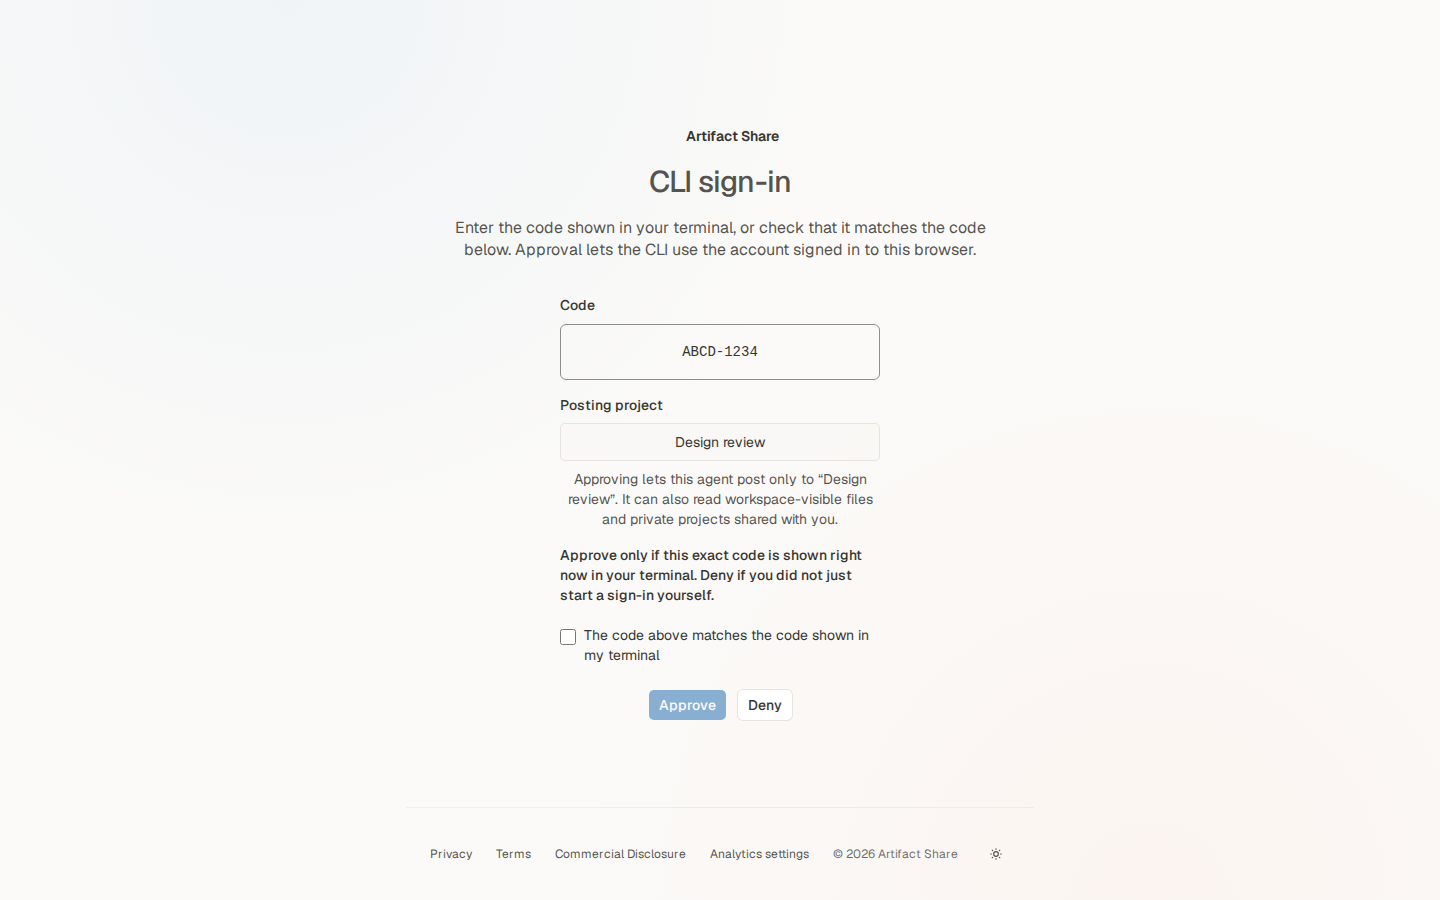 Artifact Share
CLI sign-in
Enter the code shown in your terminal, or check that it matches the code
below. Approval lets the CLI use the account signed in to this browser.
Code
ABCD-1234
Posting project
Design review
Approving lets this agent post only to “Design
review”. It can also read workspace-visible files
and private projects shared with you.
Approve only if this exact code is shown right
now in your terminal. Deny if you did not just
start a sign-in yourself.
The code above matches the code shown in
my terminal
Approve Deny
Privacy Terms Commercial Disclosure Analytics settings © 2026 Artifact Share